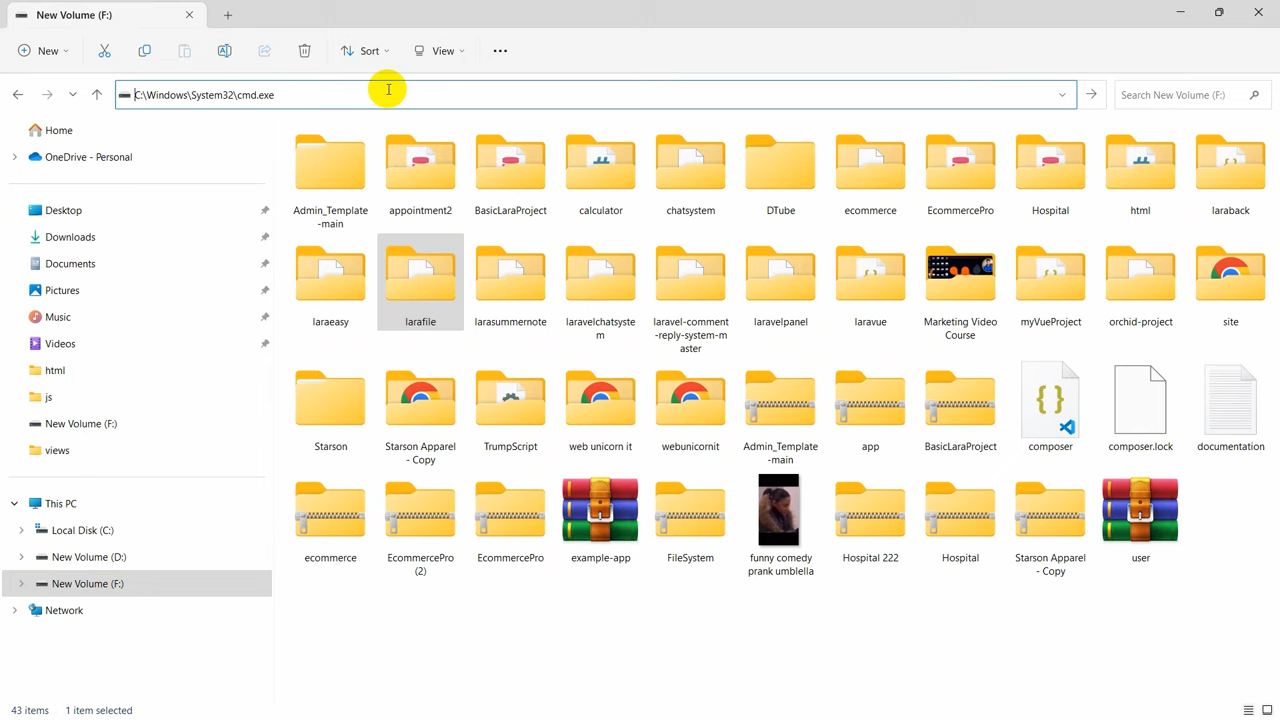 New Volume (F:)
New
Sort
View
C:\Windows\System32\cmd.exe
Search New Volume (F:)
Home
OneDrive - Personal
Desktop
Downloads
Documents
Pictures
Music
Videos
html
js
New Volume (F:)
views
This PC
Local Disk (C:)
New Volume (D:)
New Volume (F:)
Network
Admin_Template
-main
appointment2
BasicLaraProject
calculator
chatsystem
DTube
ecommerce
EcommercePro
Hospital
html
laraback
laraeasy
larafile
larasummernote
laravelchatsyste
m
laravel-comment
-reply-system-m
aster
laravelpanel
laravue
Marketing Video
Course
myVueProject
orchid-project
site
Starson
Starson Apparel
- Copy
TrumpScript
web unicorn it
webunicornit
Admin_Template
-main
app
BasicLaraProject
composer
composer.lock
documentation
ecommerce
EcommercePro
(2)
EcommercePro
example-app
FileSystem
funny comedy
prank umblella
Hospital 222
Hospital
Starson Apparel
- Copy
user
43 items
1 item selected